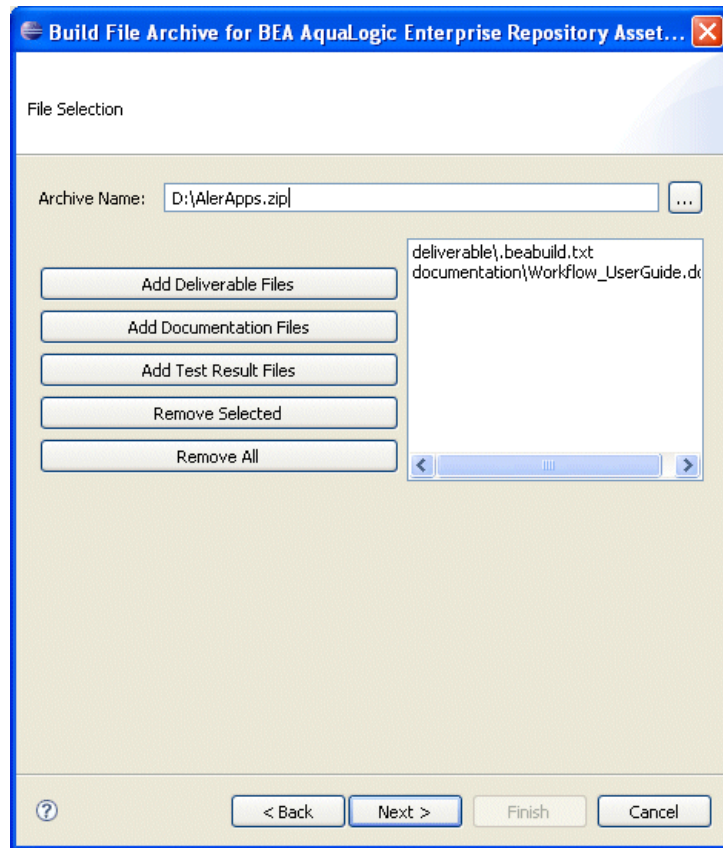 Build File Archive for BEA AquaLogic Enterprise Repository Asset...
File Selection
Archive Name: D:\AlerApps.zip ...
deliverable\.beabuild.txt
documentation\Workflow_UserGuide.do
Add Deliverable Files
Add Documentation Files
Add Test Result Files
Remove Selected
Remove All
? < Back Next > Finish Cancel